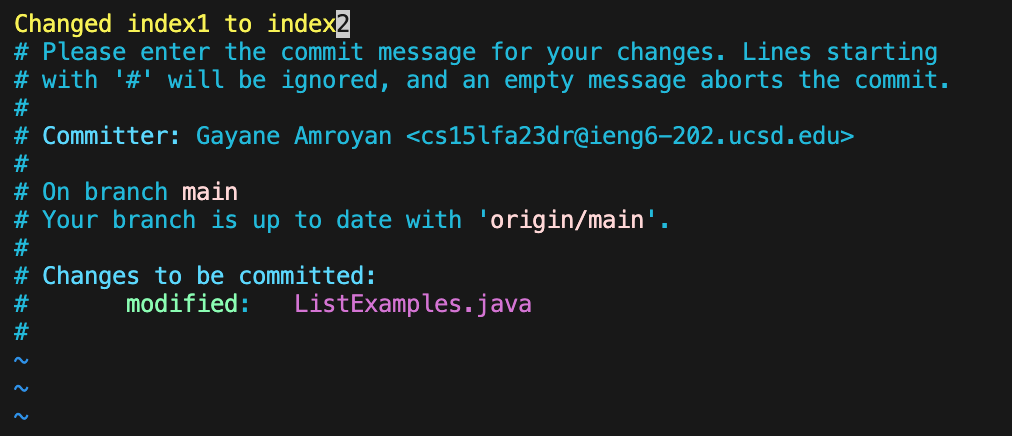 Changed index1 to index2
# Please enter the commit message for your changes. Lines starting
# with '#' will be ignored, and an empty message aborts the commit.
#
# Committer: Gayane Amroyan <cs15lfa23dr@ieng6-202.ucsd.edu>
#
# On branch main
# Your branch is up to date with 'origin/main'.
#
# Changes to be committed:
#       modified:   ListExamples.java
#
~
~
~